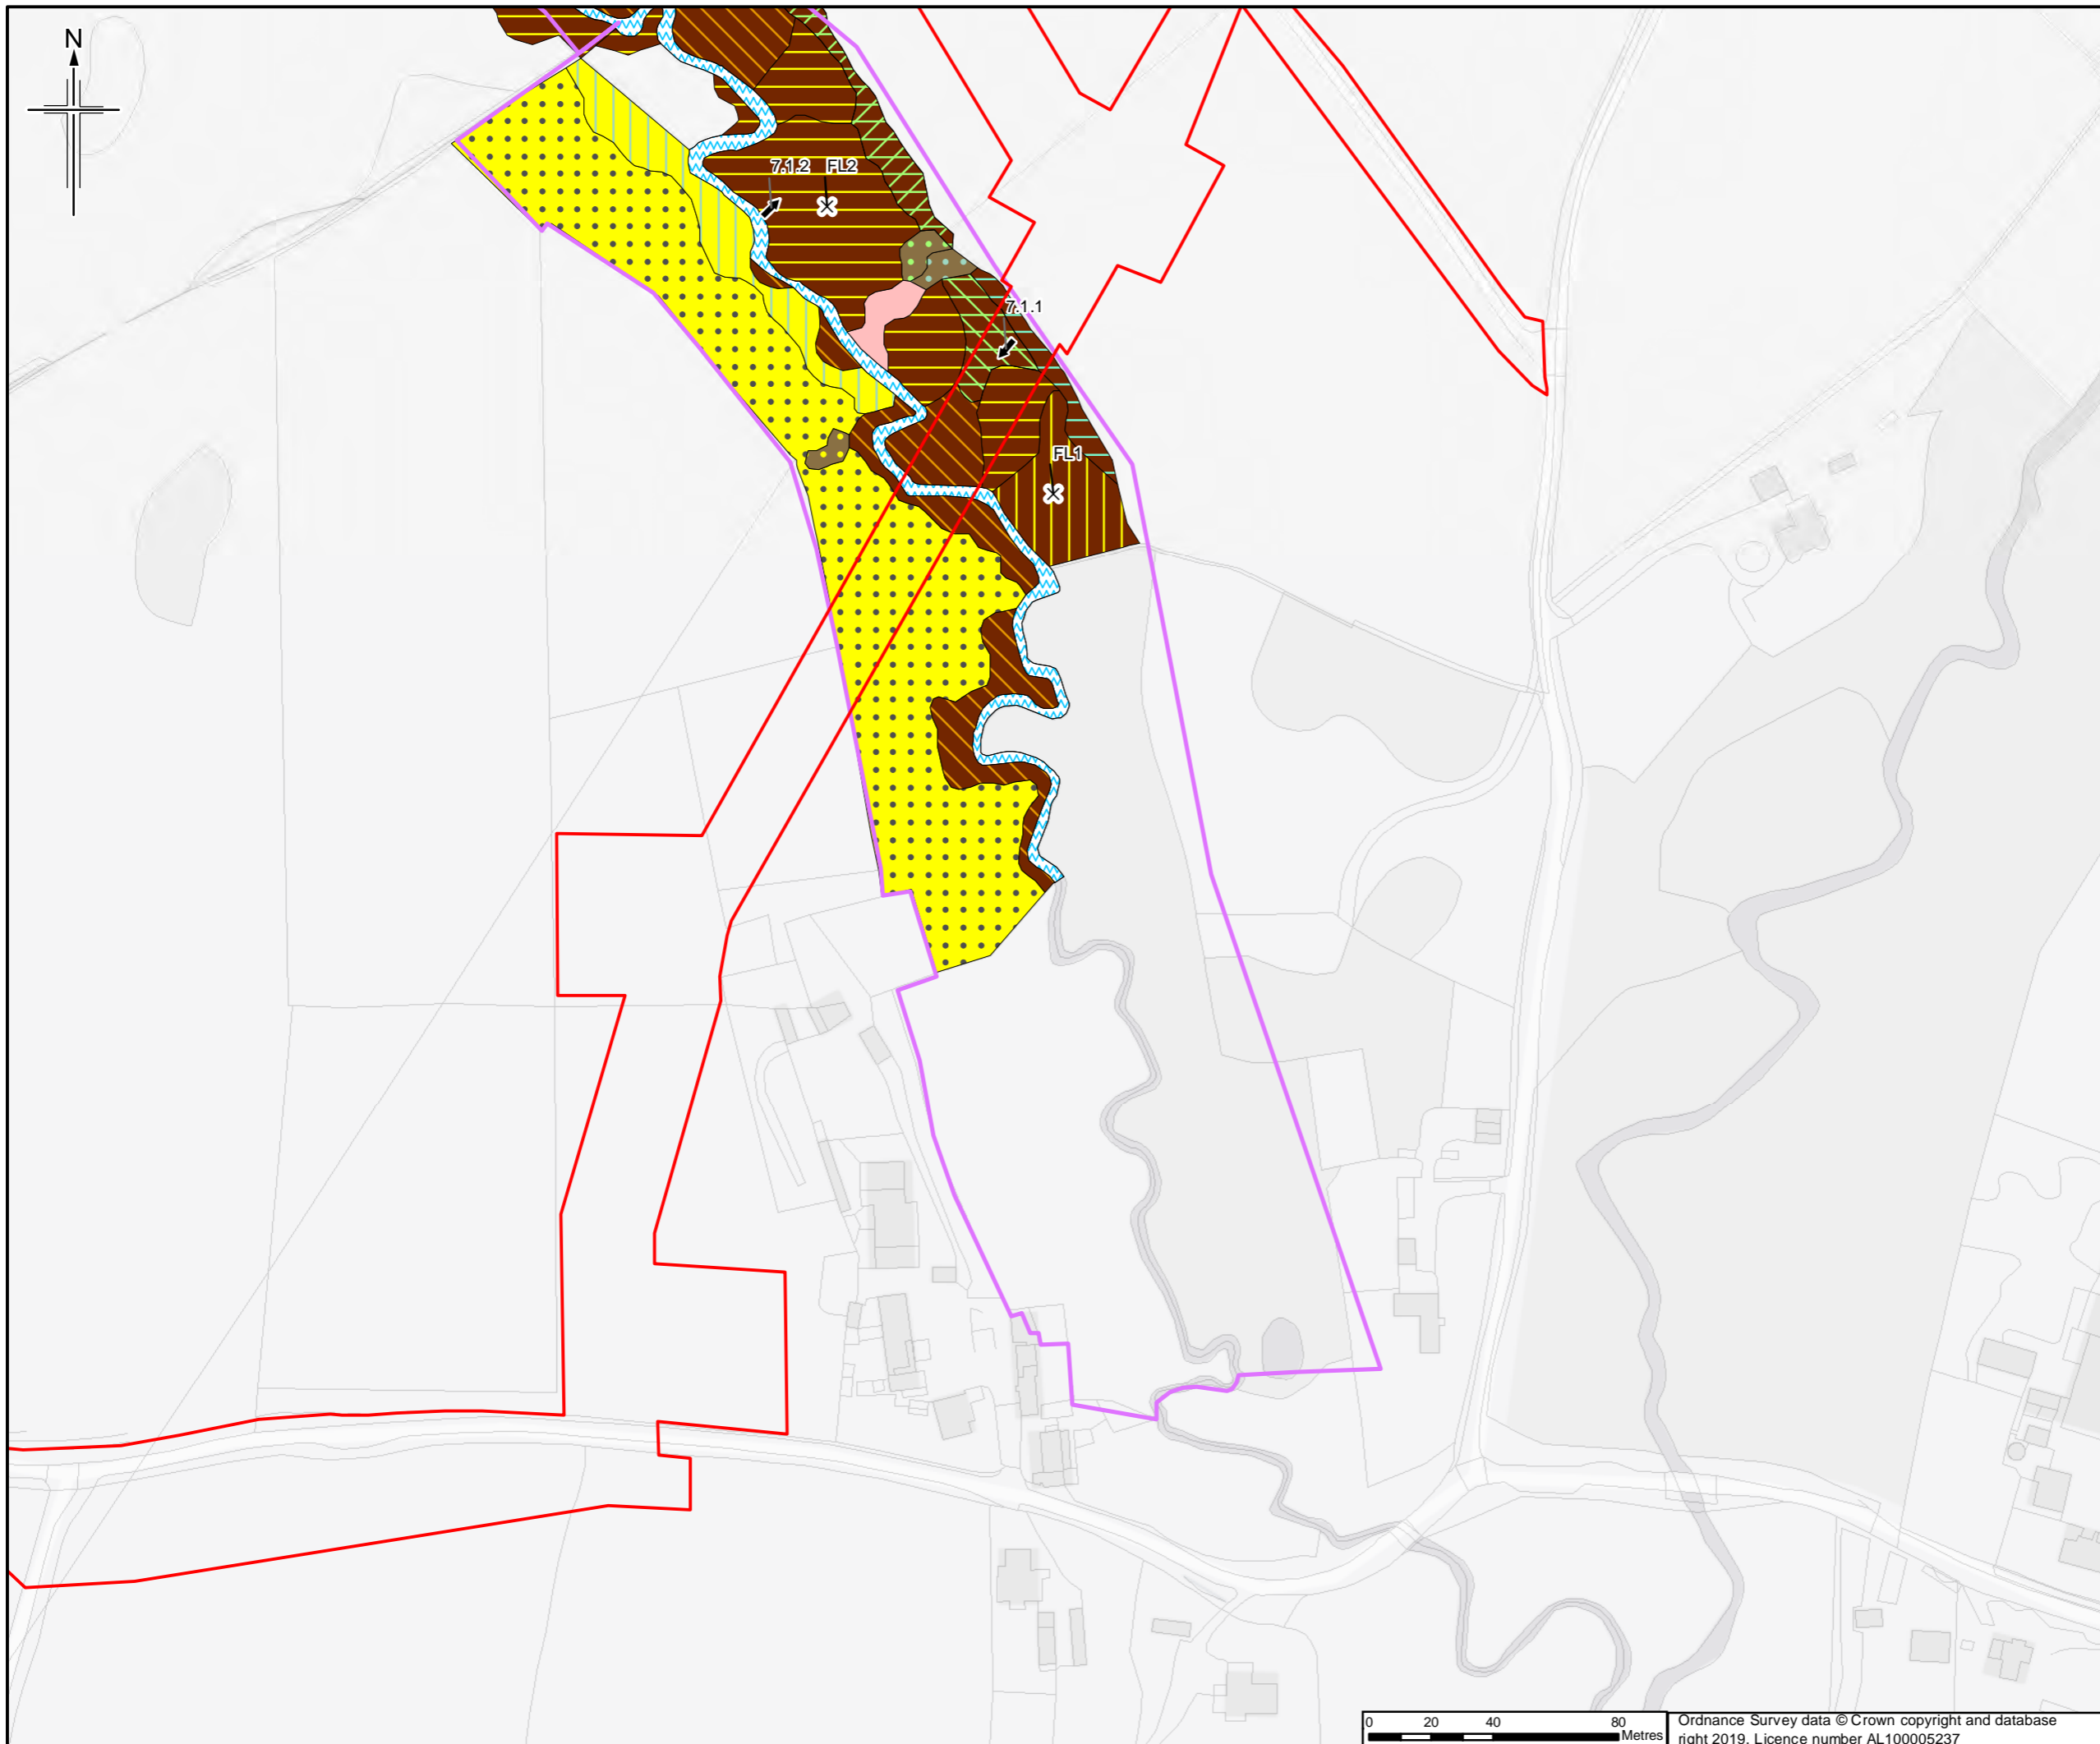 N
7.1.2 FL2
7.1.1
FL1
0 20 40 80
Metres
Ordnance Survey data © Crown copyright and database
right 2019. Licence number AL100005237